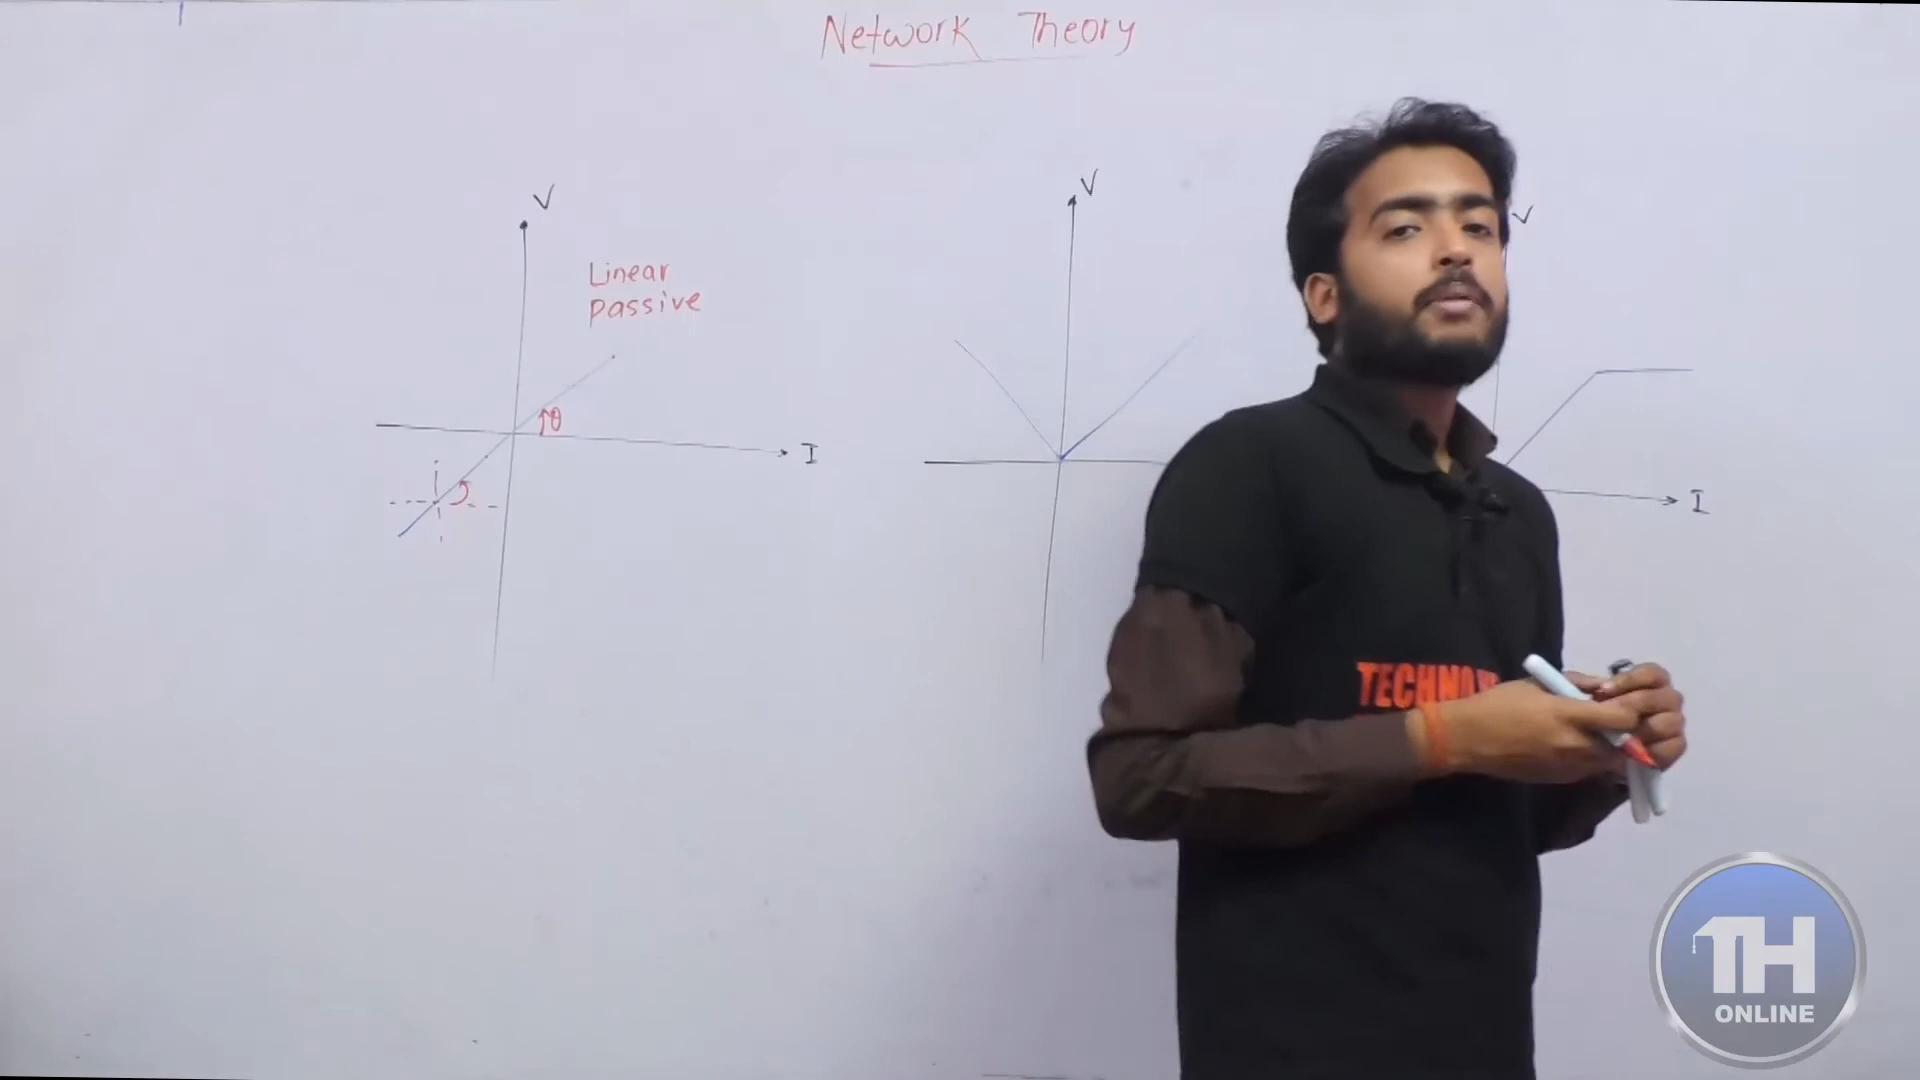 Network Theory
V
Linear
passive
θ
I
V
V
I
TECHNO
TH
ONLINE